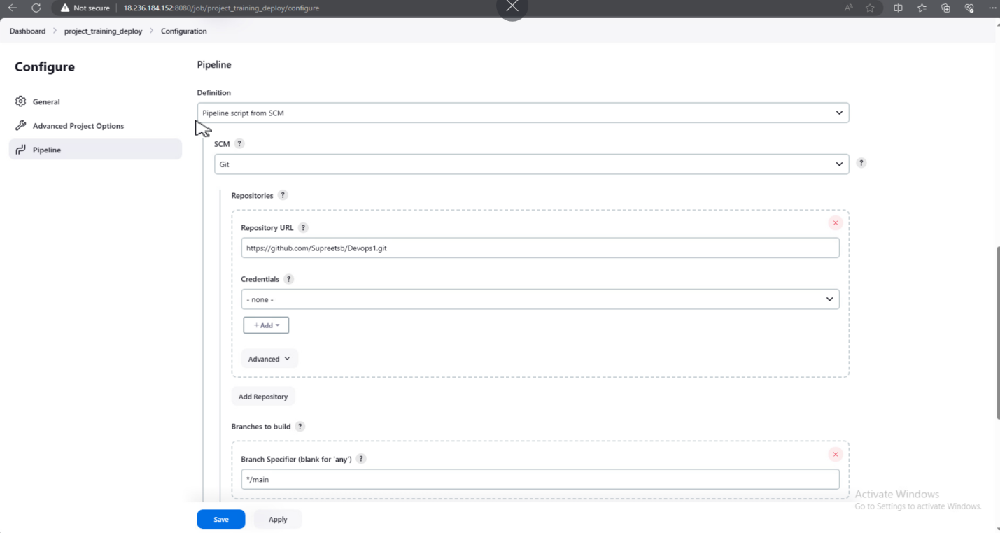 Not secure 18.236.184.152:8080/job/project_training_deploy/configure
Dashboard > project_training_deploy > Configuration
Configure
General
Advanced Project Options
Pipeline
Pipeline
Definition
Pipeline script from SCM
SCM ?
Git
?
Repositories ?
Repository URL ?
https://github.com/Supreetsb/Devops1.git
Credentials ?
- none -
+ Add
Advanced
Add Repository
Branches to build ?
Branch Specifier (blank for 'any') ?
*/main
Save Apply
Activate Windows
Go to Settings to activate Windows.